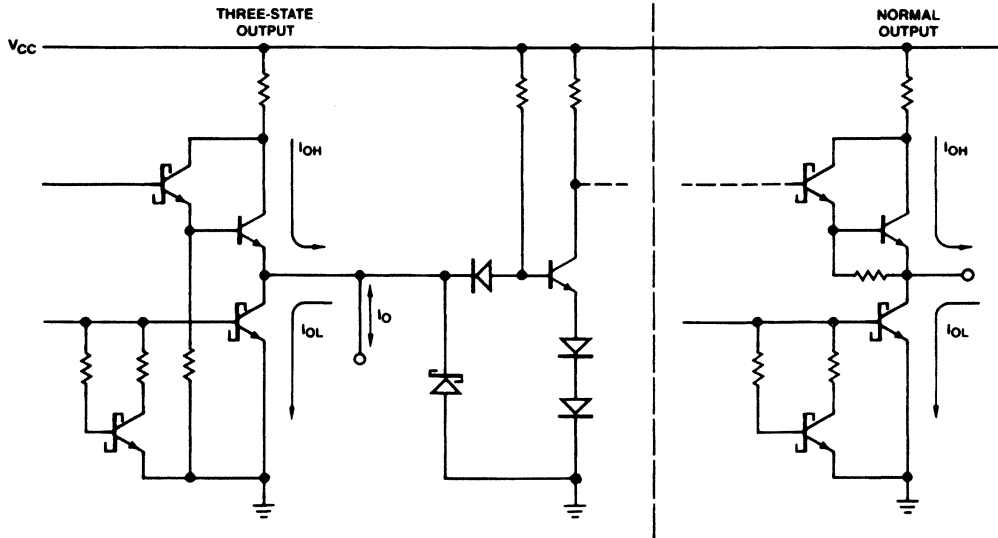 THREE-STATE
OUTPUT
NORMAL
OUTPUT
VCC
IOH
IOH
IO
IOL
IOL